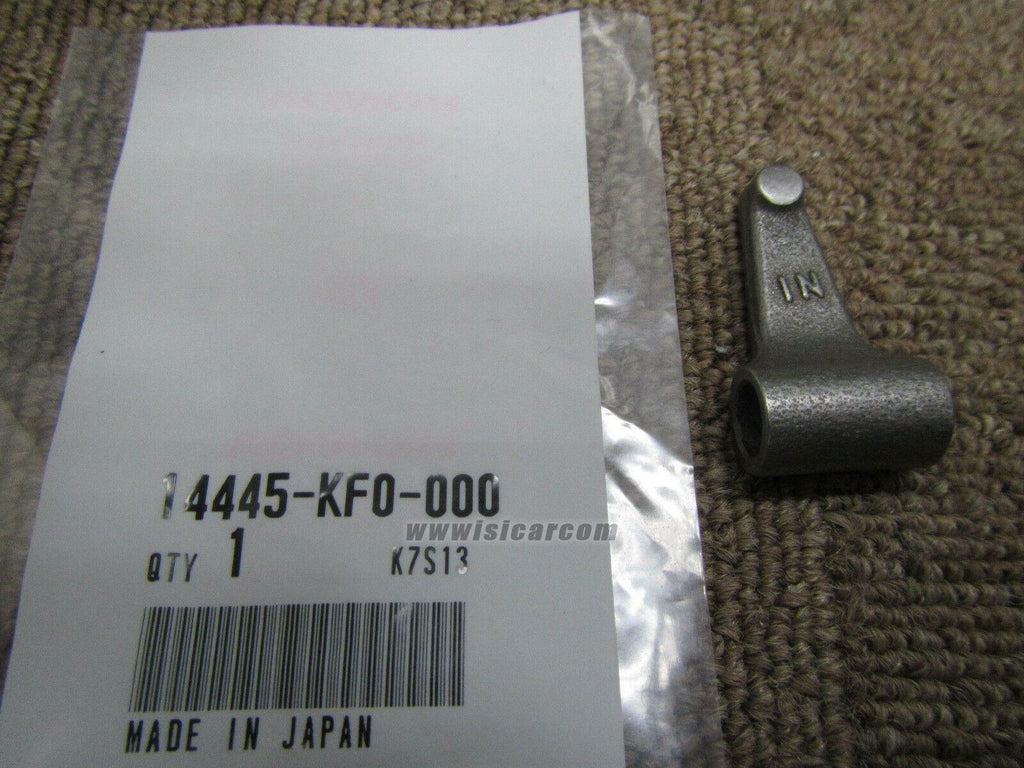 14445-KF0-000
wwwisicarcom
QTY 1 K7S13
MADE IN JAPAN
IN